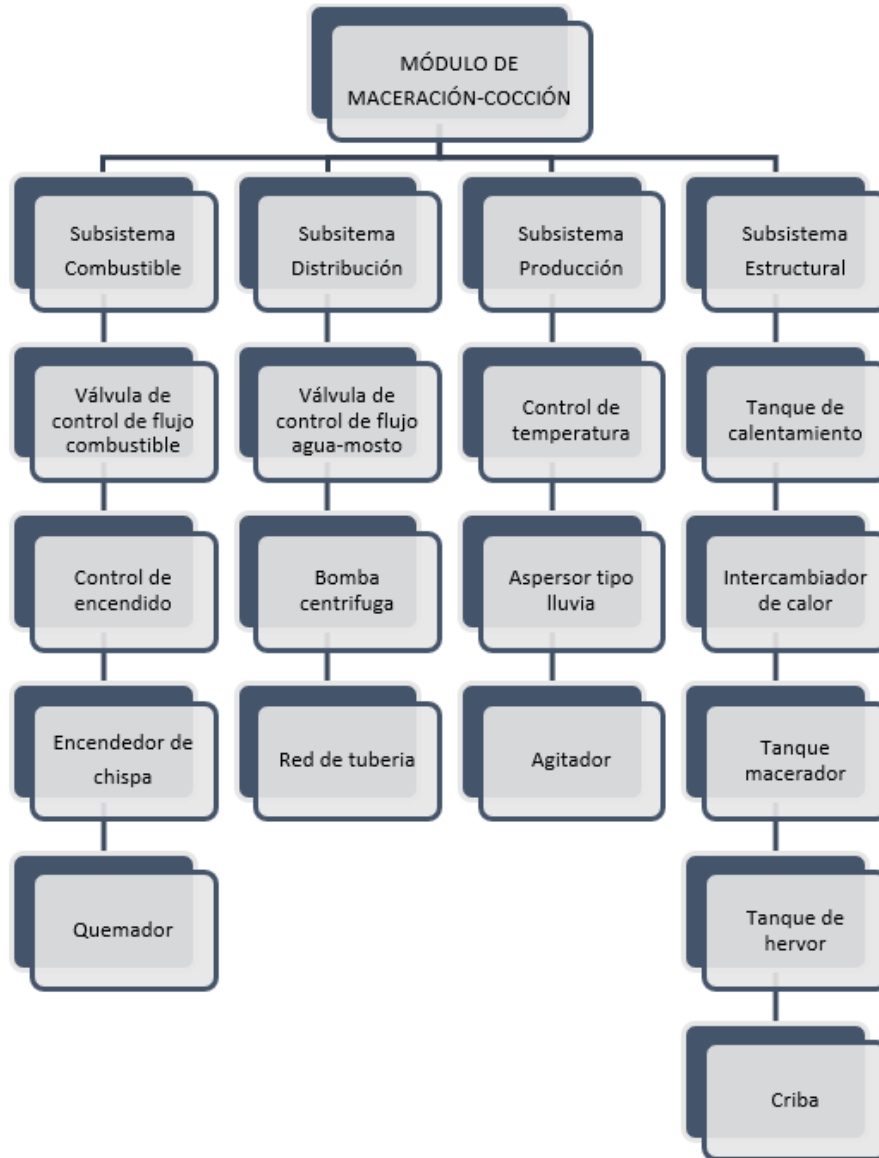 MÓDULO DE
MACERACIÓN-COCCIÓN
Subsistema
Combustible
Subsitema
Distribución
Subsistema
Producción
Subsistema
Estructural
Válvula de
control de flujo
combustible
Válvula de
control de flujo
agua-mosto
Control de
temperatura
Tanque de
calentamiento
Control de
encendido
Bomba
centrifuga
Aspersor tipo
lluvia
Intercambiador
de calor
Encendedor de
chispa
Red de tuberia
Agitador
Tanque
macerador
Quemador
Tanque de
hervor
Criba